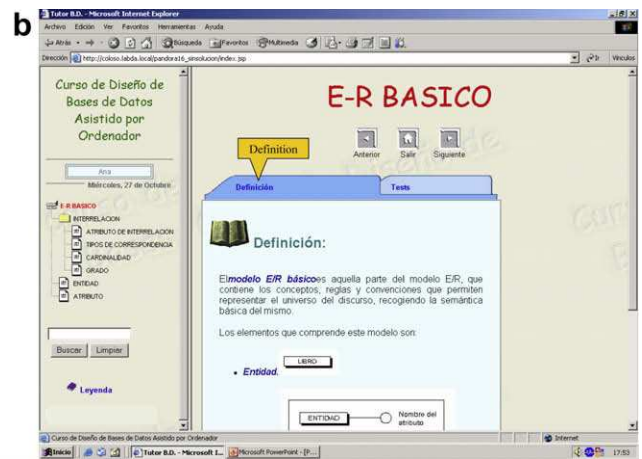 b
Tutor B.D. - Microsoft Internet Explorer
Archivo Edición Ver Favoritos Herramientas Ayuda
Atrás Búsqueda Favoritos Multimedia
Dirección http://coloso.labda.local/pandora16_sinsolucion/index.jsp Ir Vínculos
Curso de Diseño de
Bases de Datos
Asistido por
Ordenador
Ana
Miércoles, 27 de Octubre
E-R BASICO
INTERRELACION
ATRIBUTO DE INTERRELACION
TIPOS DE CORRESPONDENCIA
CARDINALIDAD
GRADO
ENTIDAD
ATRIBUTO
Buscar Limpiar
Leyenda
E-R BASICO
Anterior Salir Siguiente
Definition
Definición Tests
Definición:
El modelo E/R básico es aquella parte del modelo E/R, que
contiene los conceptos, reglas y convenciones que permiten
representar el universo del discurso, recogiendo la semántica
básica del mismo.
Los elementos que comprende este modelo son:
LIBRO
• Entidad.
ENTIDAD Nombre del
atributo
Curso de Diseño de Bases de Datos Asistido por Ordenador Internet
Inicio Tutor B.D. - Microsoft I... Microsoft PowerPoint - [P... 17:53